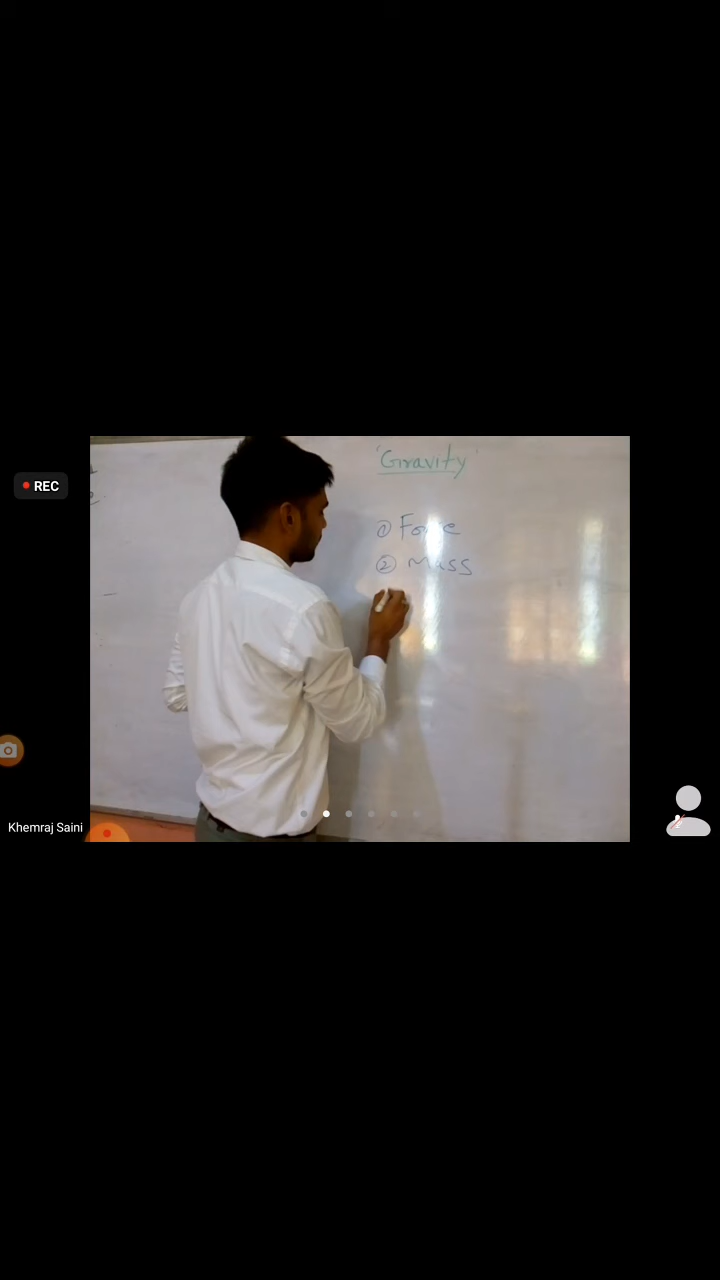 'Gravity'
① Force
② Mass
REC
Khemraj Saini